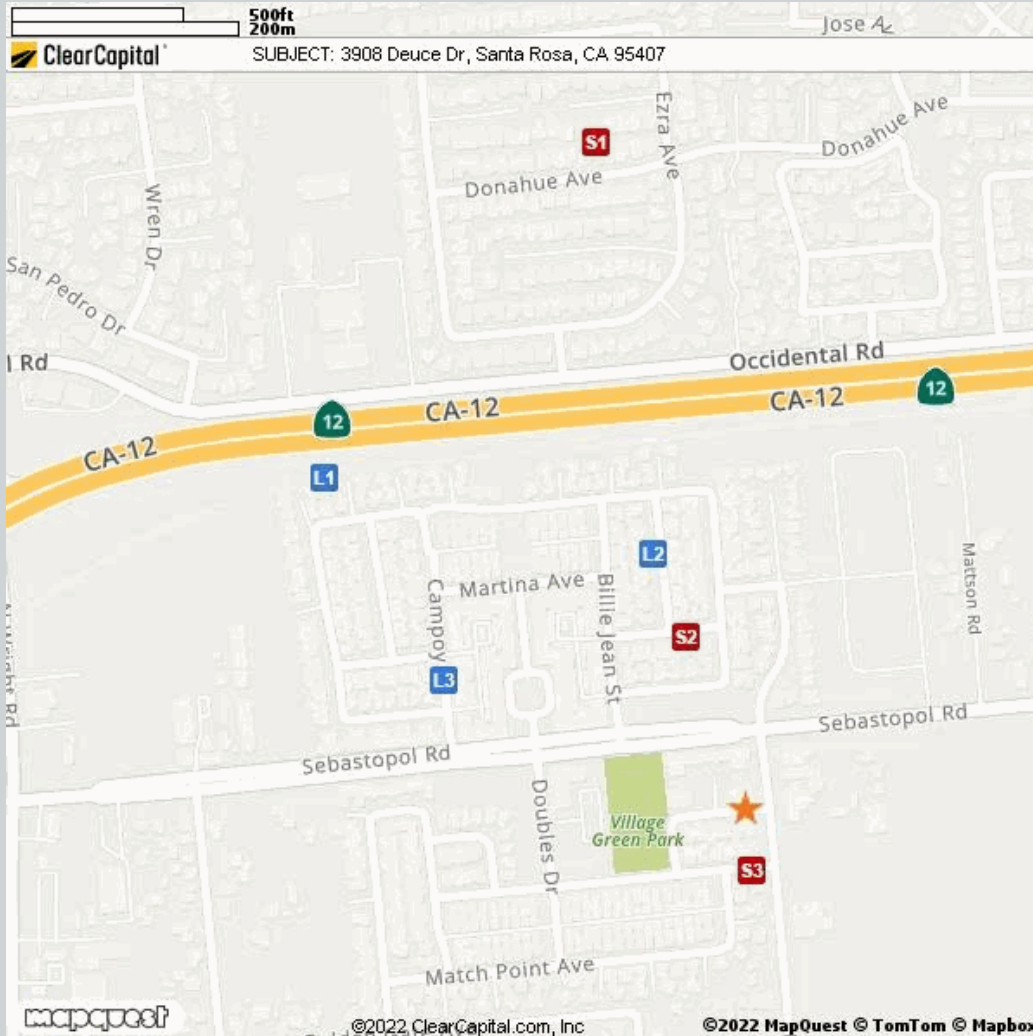 500ft
200m
Jose A
ClearCapital
SUBJECT: 3908 Deuce Dr, Santa Rosa, CA 95407
Ezra Ave
Donahue Ave
S1
Donahue Ave
Wren Dr
San Pedro Dr
Occidental Rd
l Rd
12
CA-12
CA-12
12
CA-12
L1
L2
Mattson Rd
Martina Ave
Campoy
Billie Jean St
S2
L3
Rd
Sebastopol Rd
Sebastopol Rd
Doubles Dr
Village
Green Park
S3
Match Point Ave
mapquest
©2022 ClearCapital.com, Inc
©2022 MapQuest © TomTom © Mapbo